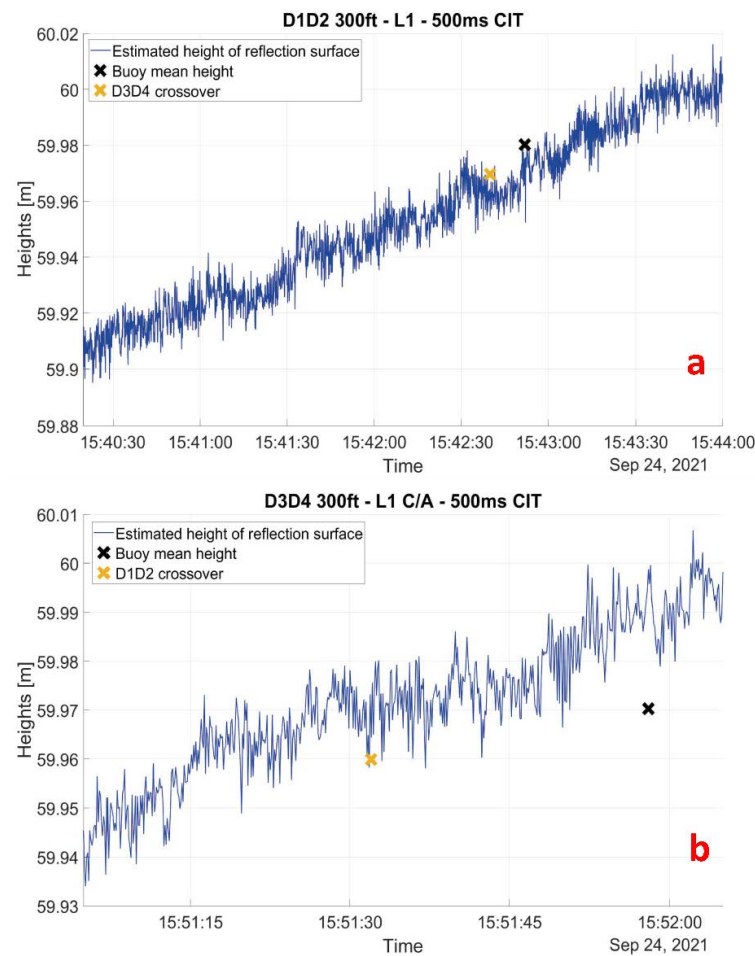 D1D2 300ft - L1 - 500ms CIT
Heights [m]
60.02
60
59.98
59.96
59.94
59.92
59.9
59.88
Estimated height of reflection surface
Buoy mean height
D3D4 crossover
a
15:40:30 15:41:00 15:41:30 15:42:00 15:42:30 15:43:00 15:43:30 15:44:00
Time
Sep 24, 2021
D3D4 300ft - L1 C/A - 500ms CIT
Heights [m]
60.01
60
59.99
59.98
59.97
59.96
59.95
59.94
59.93
Estimated height of reflection surface
Buoy mean height
D1D2 crossover
b
15:51:15 15:51:30 15:51:45 15:52:00
Time
Sep 24, 2021